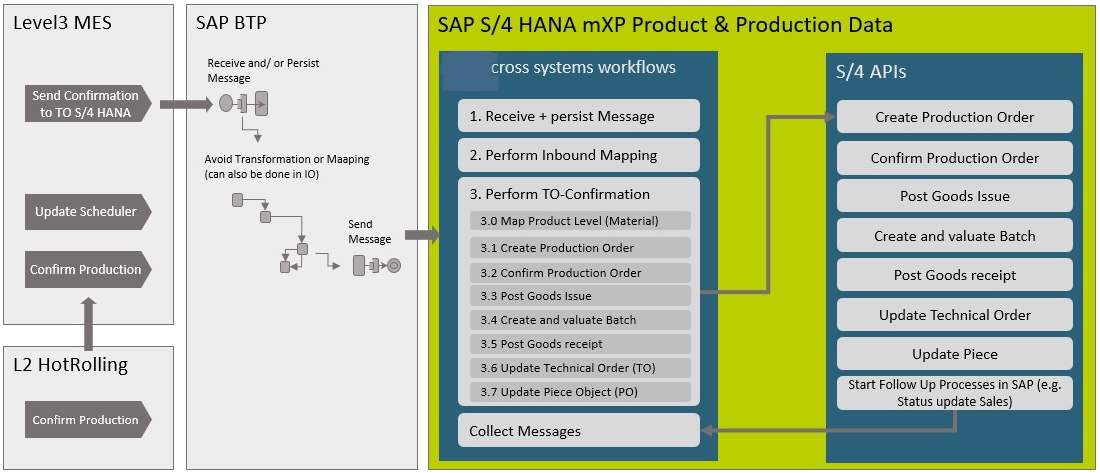 Level3 MES
Send Confirmation
to TO S/4 HANA
Update Scheduler
Confirm Production
L2 HotRolling
Confirm Production
SAP BTP
Receive and/ or Persist
Message
Avoid Transformation or Maaping
(can also be done in IO)
Send
Message
SAP S/4 HANA mXP Product & Production Data
cross systems workflows
1. Receive + persist Message
2. Perform Inbound Mapping
3. Perform TO-Confirmation
3.0 Map Product Level (Material)
3.1 Create Production Order
3.2 Confirm Production Order
3.3 Post Goods Issue
3.4 Create and valuate Batch
3.5 Post Goods receipt
3.6 Update Technical Order (TO)
3.7 Update Piece Object (PO)
Collect Messages
S/4 APIs
Create Production Order
Confirm Production Order
Post Goods Issue
Create and valuate Batch
Post Goods receipt
Update Technical Order
Update Piece
Start Follow Up Processes in SAP (e.g.
Status update Sales)